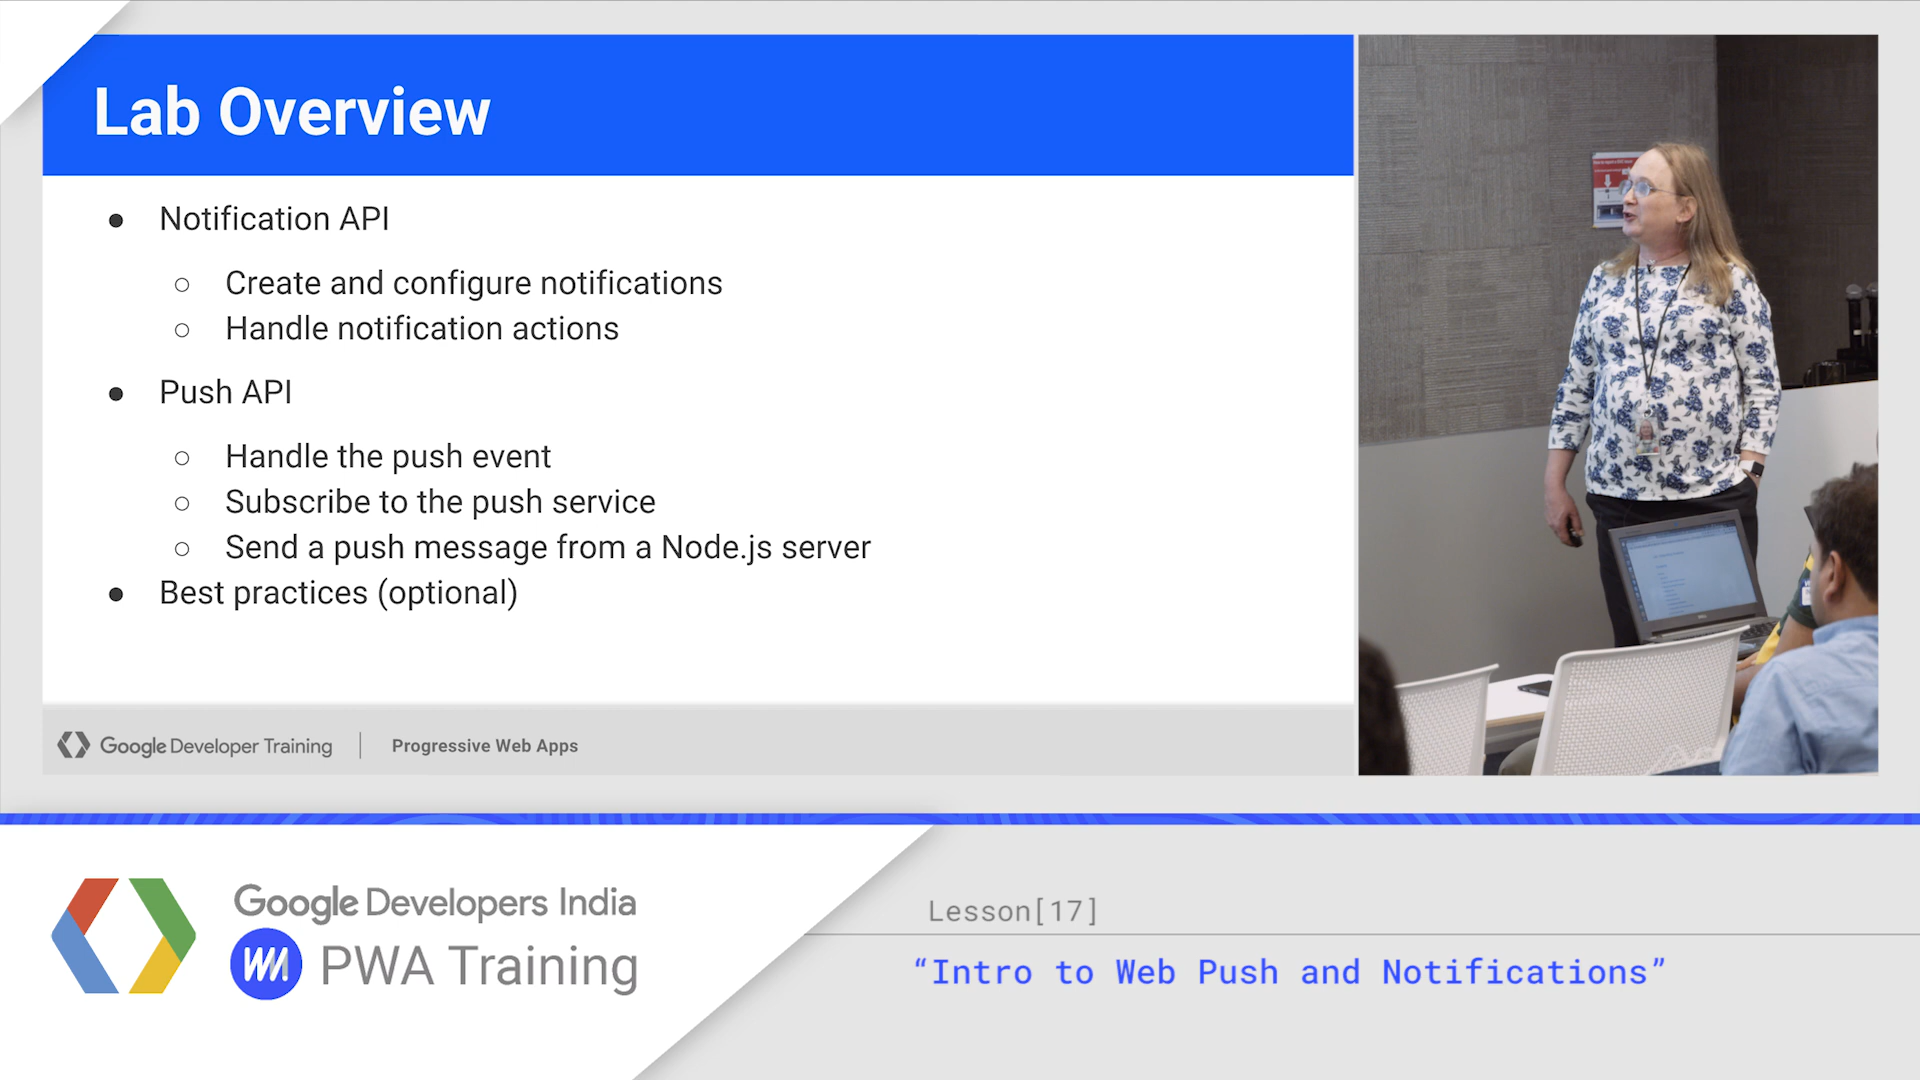 Lab Overview
● Notification API
○ Create and configure notifications
○ Handle notification actions
● Push API
○ Handle the push event
○ Subscribe to the push service
○ Send a push message from a Node.js server
● Best practices (optional)
Google Developer Training | Progressive Web Apps
Google Developers India
PWA Training
Lesson[17]
“Intro to Web Push and Notifications”